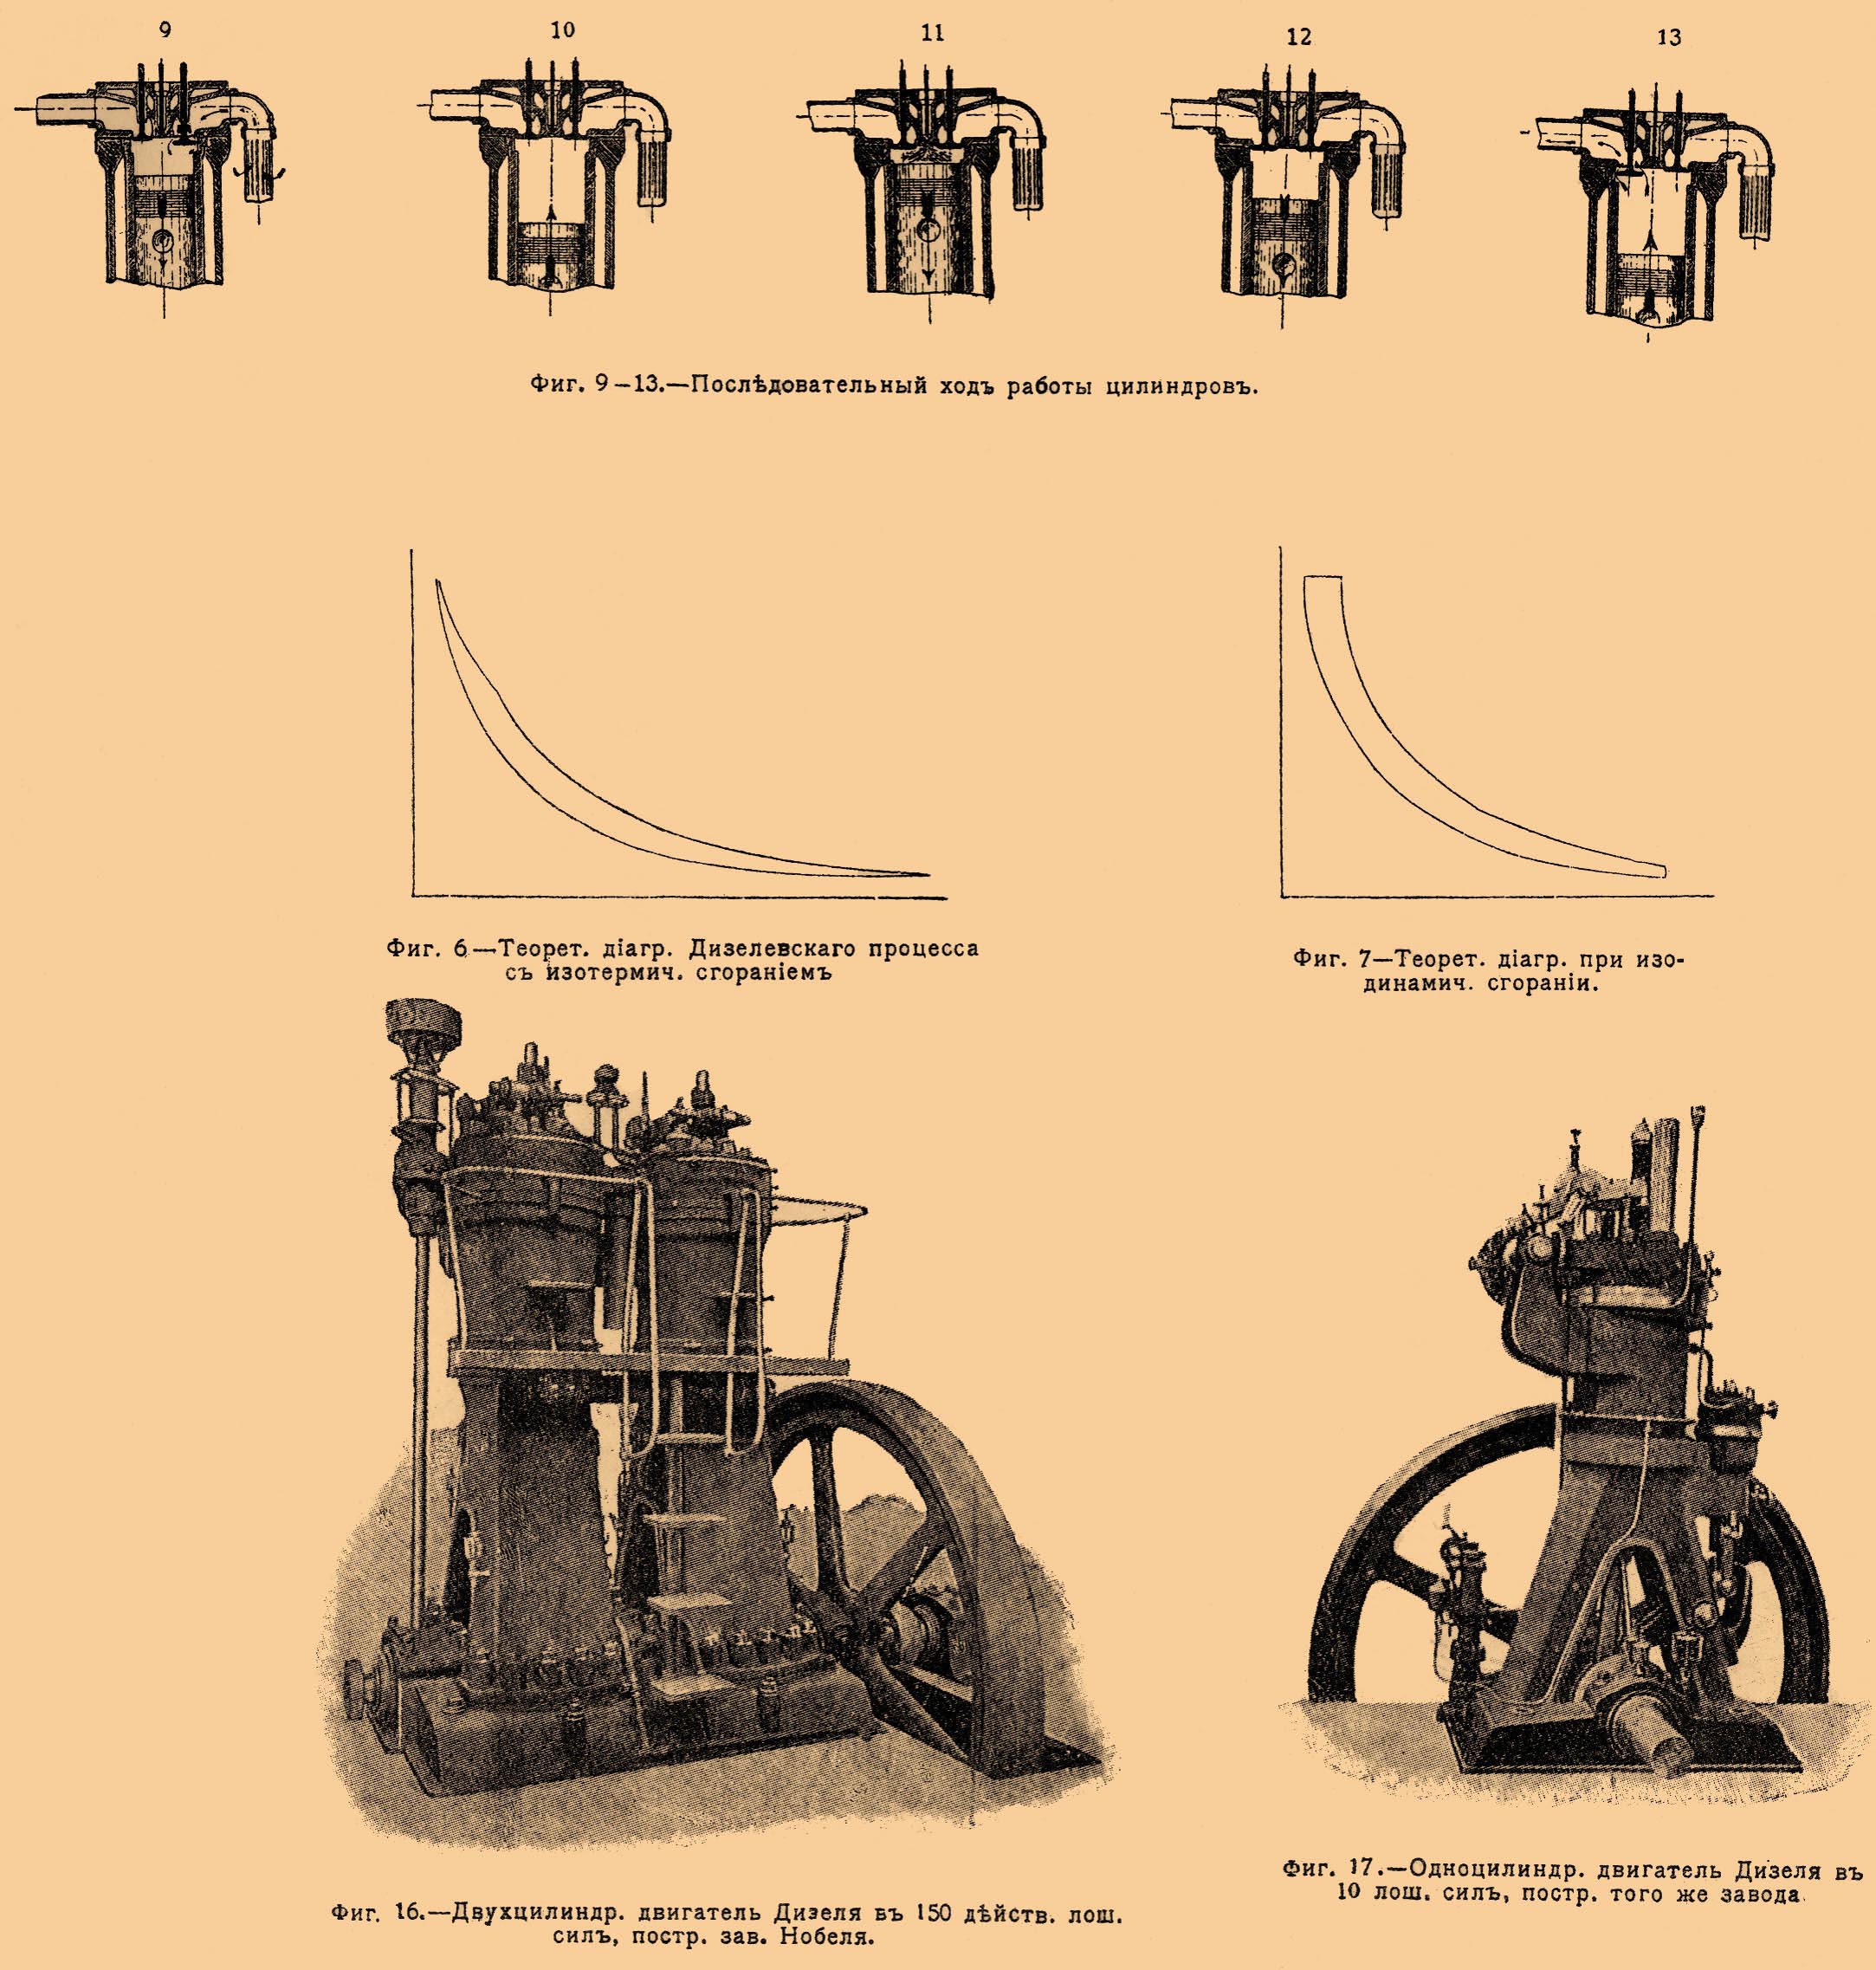 9
10
11
12
13
Фиг. 9–13.—Послѣдовательный ходъ работы цилиндровъ.
Фиг. 6—Теорет. діагр. Дизелевскаго процесса
съ изотермич. сгораніемъ
Фиг. 7—Теорет. діагр. при изо-
динамич. сгораніи.
Фиг. 16.—Двухцилиндр. двигатель Дизеля въ 150 дѣйств. лош.
силъ, постр. зав. Нобеля.
Фиг. 17.—Одноцилиндр. двигатель Дизеля въ
10 лош. силъ, постр. того же завода.